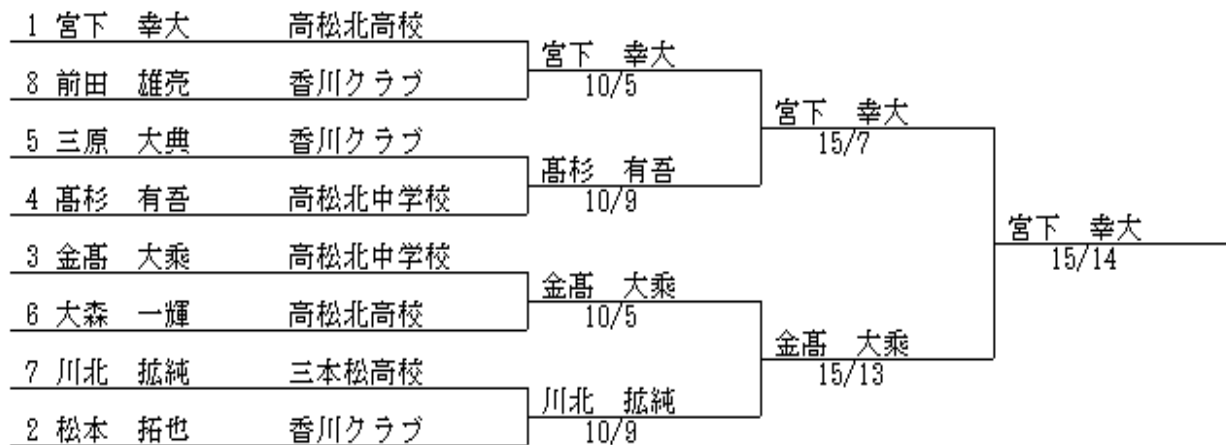 1 宮下 幸大 高松北高校
8 前田 雄亮 香川クラブ
5 三原 大典 香川クラブ
4 髙杉 有吾 高松北中学校
3 金髙 大乘 高松北中学校
6 大森 一輝 高松北高校
7 川北 拡純 三本松高校
2 松本 拓也 香川クラブ
宮下 幸大
10/5
髙杉 有吾
10/9
金髙 大乘
10/5
川北 拡純
10/9
宮下 幸大
15/7
金髙 大乘
15/13
宮下 幸大
15/14